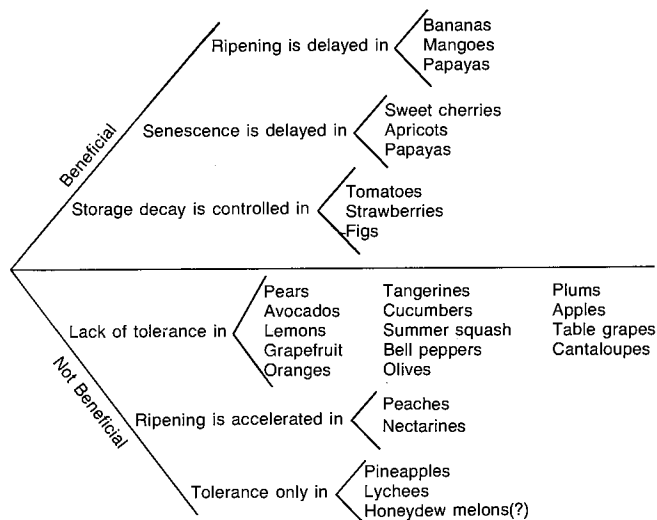 Beneficial
Ripening is delayed in
Bananas
Mangoes
Papayas
Senescence is delayed in
Sweet cherries
Apricots
Papayas
Storage decay is controlled in
Tomatoes
Strawberries
Figs
Not Beneficial
Lack of tolerance in
Pears Tangerines Plums
Avocados Cucumbers Apples
Lemons Summer squash Table grapes
Grapefruit Bell peppers Cantaloupes
Oranges Olives
Ripening is accelerated in
Peaches
Nectarines
Tolerance only in
Pineapples
Lychees
Honeydew melons(?)